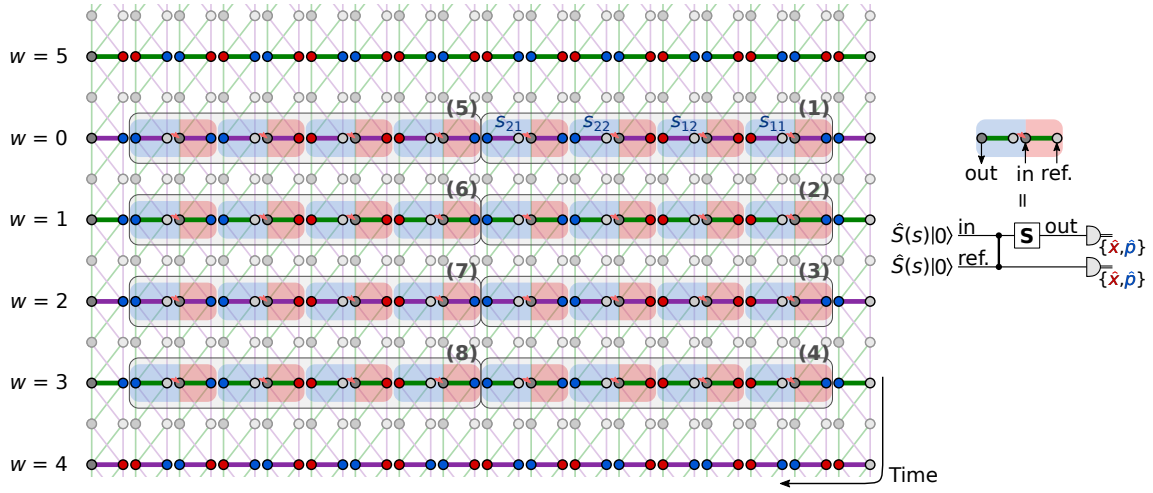 w = 5
(5) (1)
w = 0 s₂₁ s₂₂ s₁₂ s₁₁
(6) (2)
w = 1
(7) (3)
w = 2
(8) (4)
w = 3
w = 4
Time
out in ref.
=
Ŝ(s)|0⟩ in S out {x̂,p̂}
Ŝ(s)|0⟩ ref. {x̂,p̂}